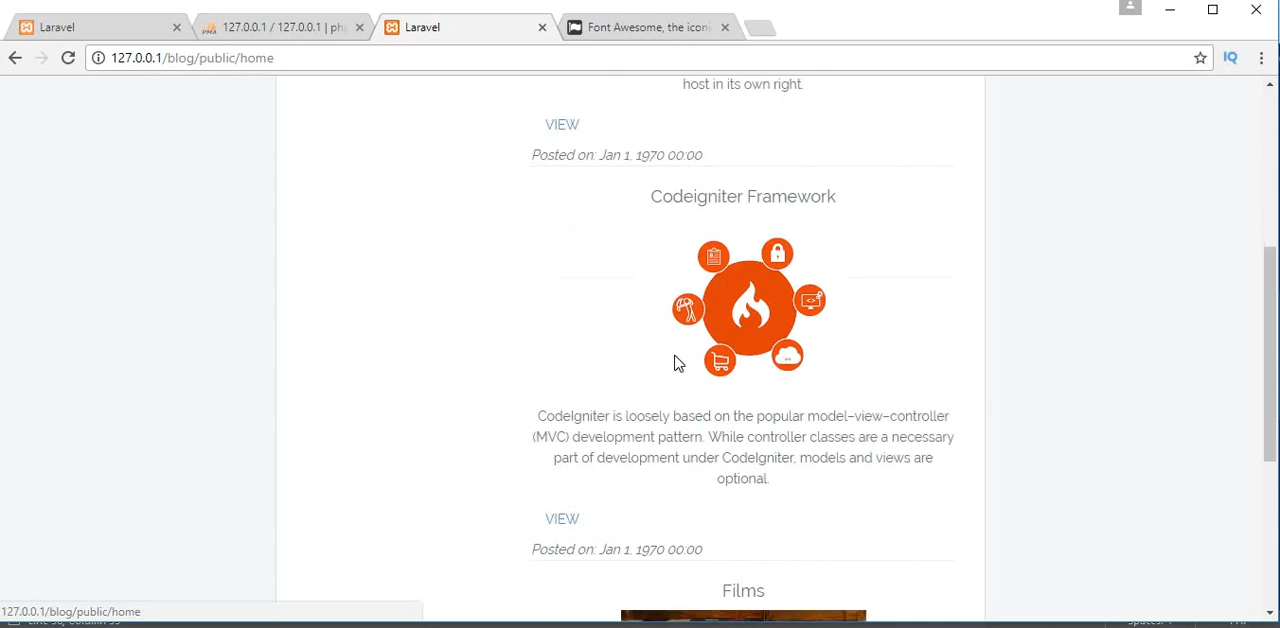 Laravel
127.0.0.1 / 127.0.0.1 | ph
Laravel
Font Awesome, the iconi
127.0.0.1/blog/public/home
IQ
host in its own right.
VIEW
Posted on: Jan 1, 1970 00:00
Codeigniter Framework
CodeIgniter is loosely based on the popular model–view–controller
(MVC) development pattern. While controller classes are a necessary
part of development under CodeIgniter, models and views are
optional.
VIEW
Posted on: Jan 1, 1970 00:00
Films
127.0.0.1/blog/public/home